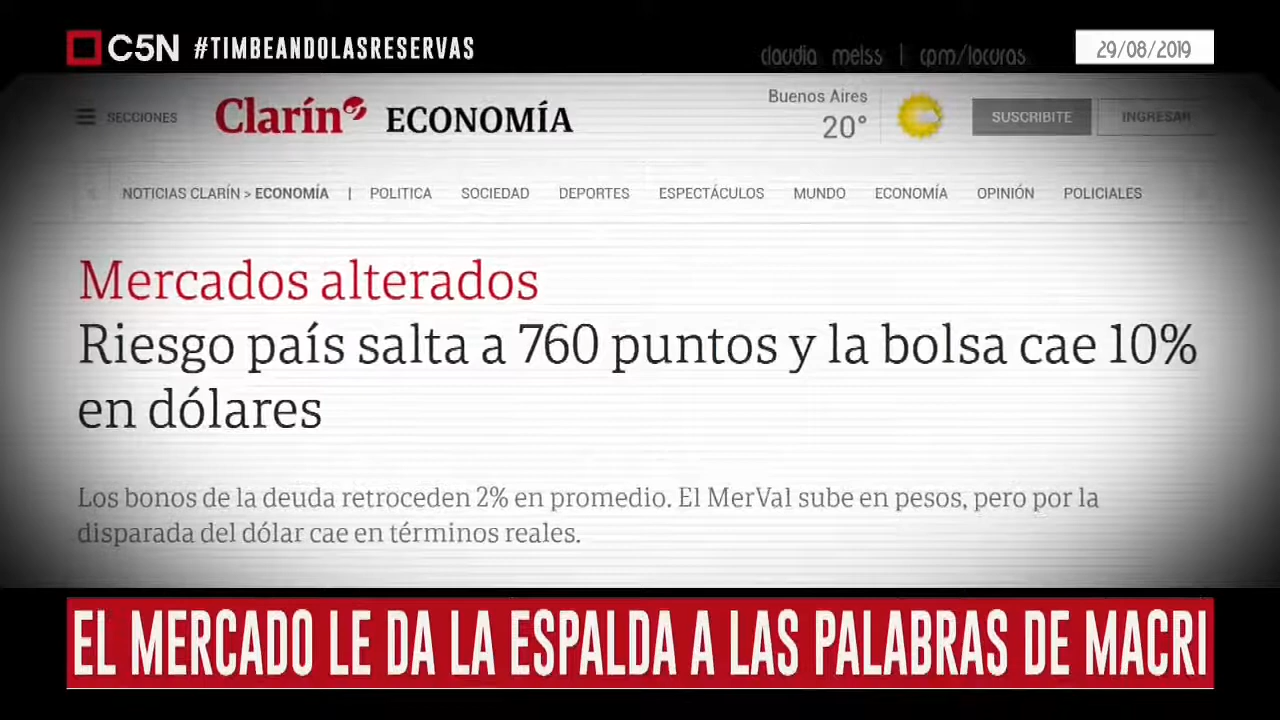 C5N #TIMBEANDOLASRESERVAS
claudia meiss | cpm/locuras
29/08/2019
SECCIONES
Clarín ECONOMÍA
Buenos Aires
20°
SUSCRIBITE
INGRESAR
NOTICIAS CLARÍN > ECONOMÍA | POLITICA SOCIEDAD DEPORTES ESPECTÁCULOS MUNDO ECONOMÍA OPINIÓN POLICIALES
Mercados alterados
Riesgo país salta a 760 puntos y la bolsa cae 10%
en dólares
Los bonos de la deuda retroceden 2% en promedio. El MerVal sube en pesos, pero por la
disparada del dólar cae en términos reales.
EL MERCADO LE DA LA ESPALDA A LAS PALABRAS DE MACRI